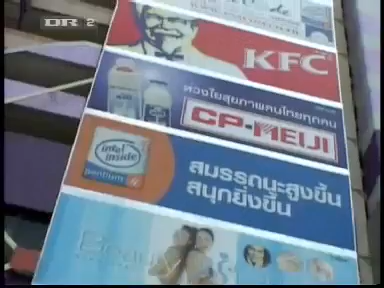 DR 2
KFC
ห่วงใยสุขภาพคนไทยทุกคน
CP-MEIJI
intel
inside
pentium 4
สมรรถนะสูงขึ้น
สนุกยิ่งขึ้น
Beauty